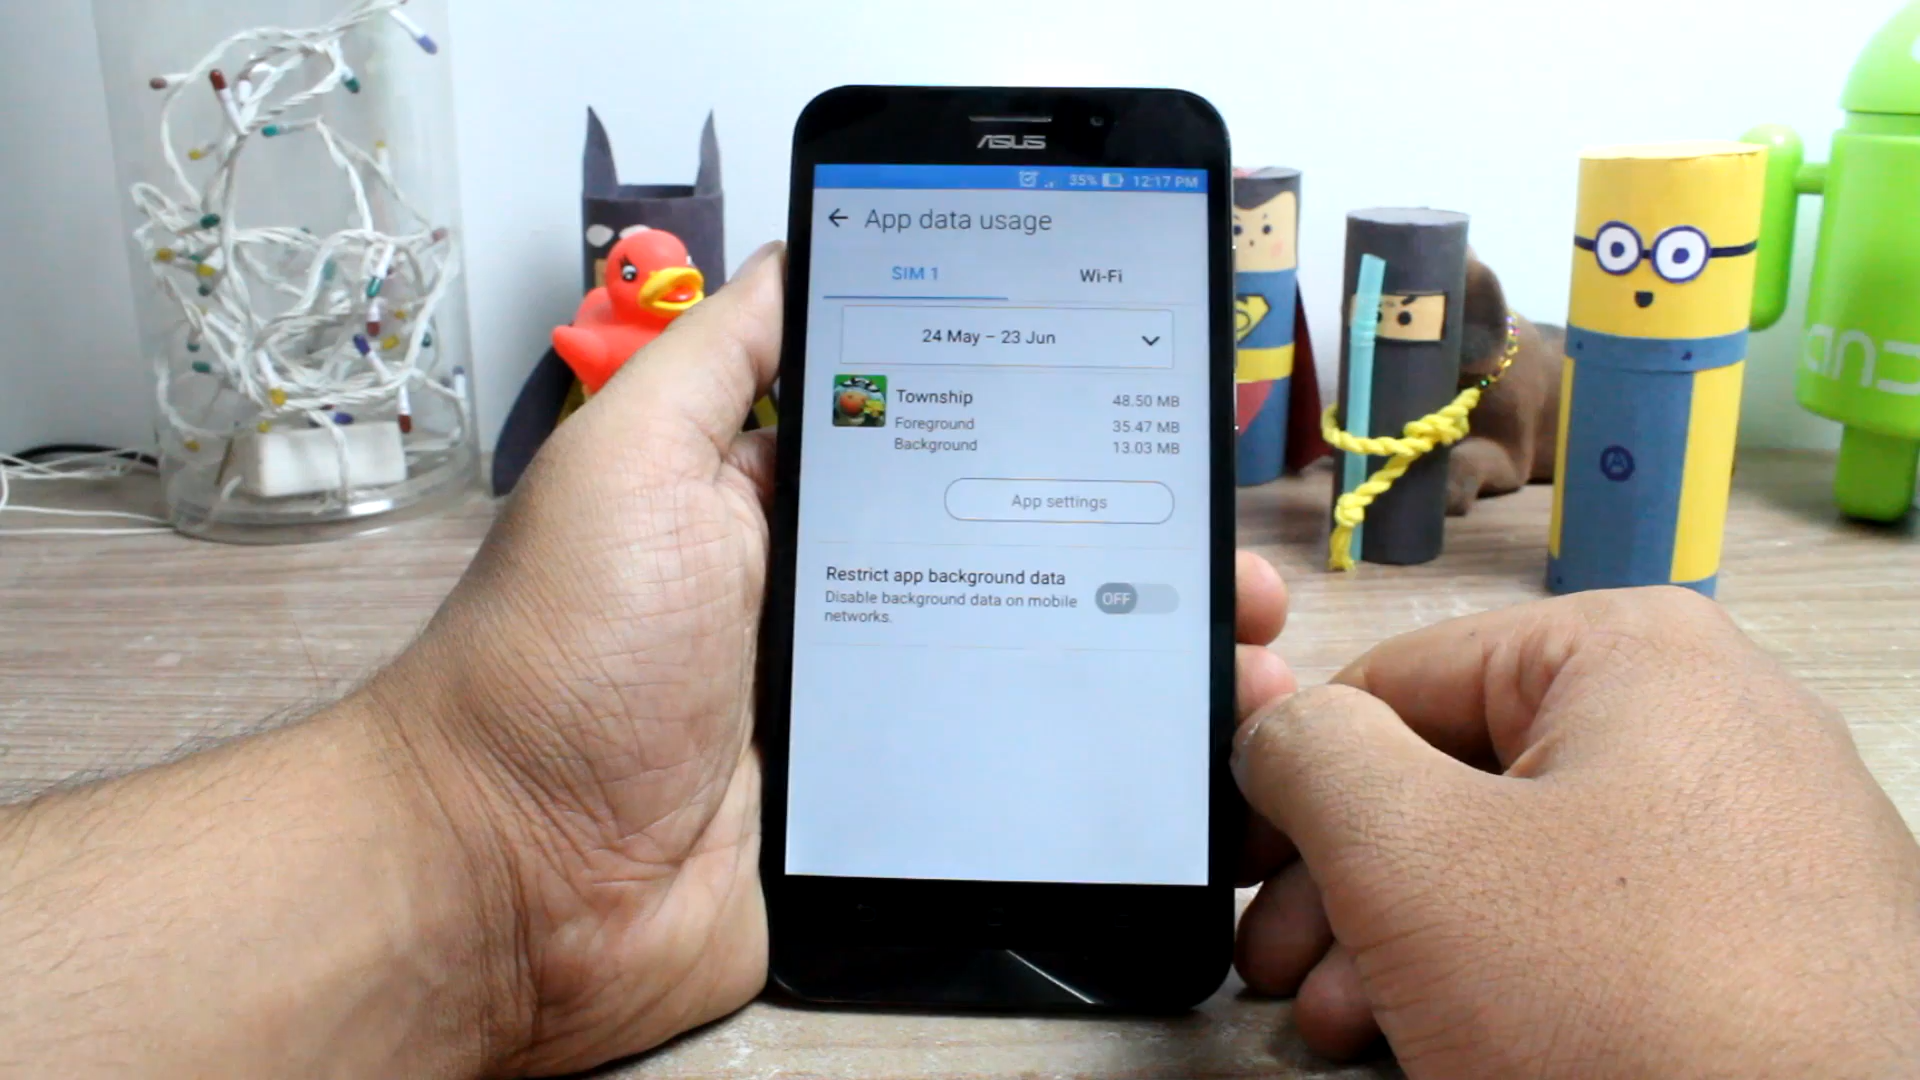 ASUS
35% 12:17 PM
App data usage
SIM 1 Wi-Fi
24 May – 23 Jun
Township 48.50 MB
Foreground 35.47 MB
Background 13.03 MB
App settings
Restrict app background data
Disable background data on mobile
networks.
OFF